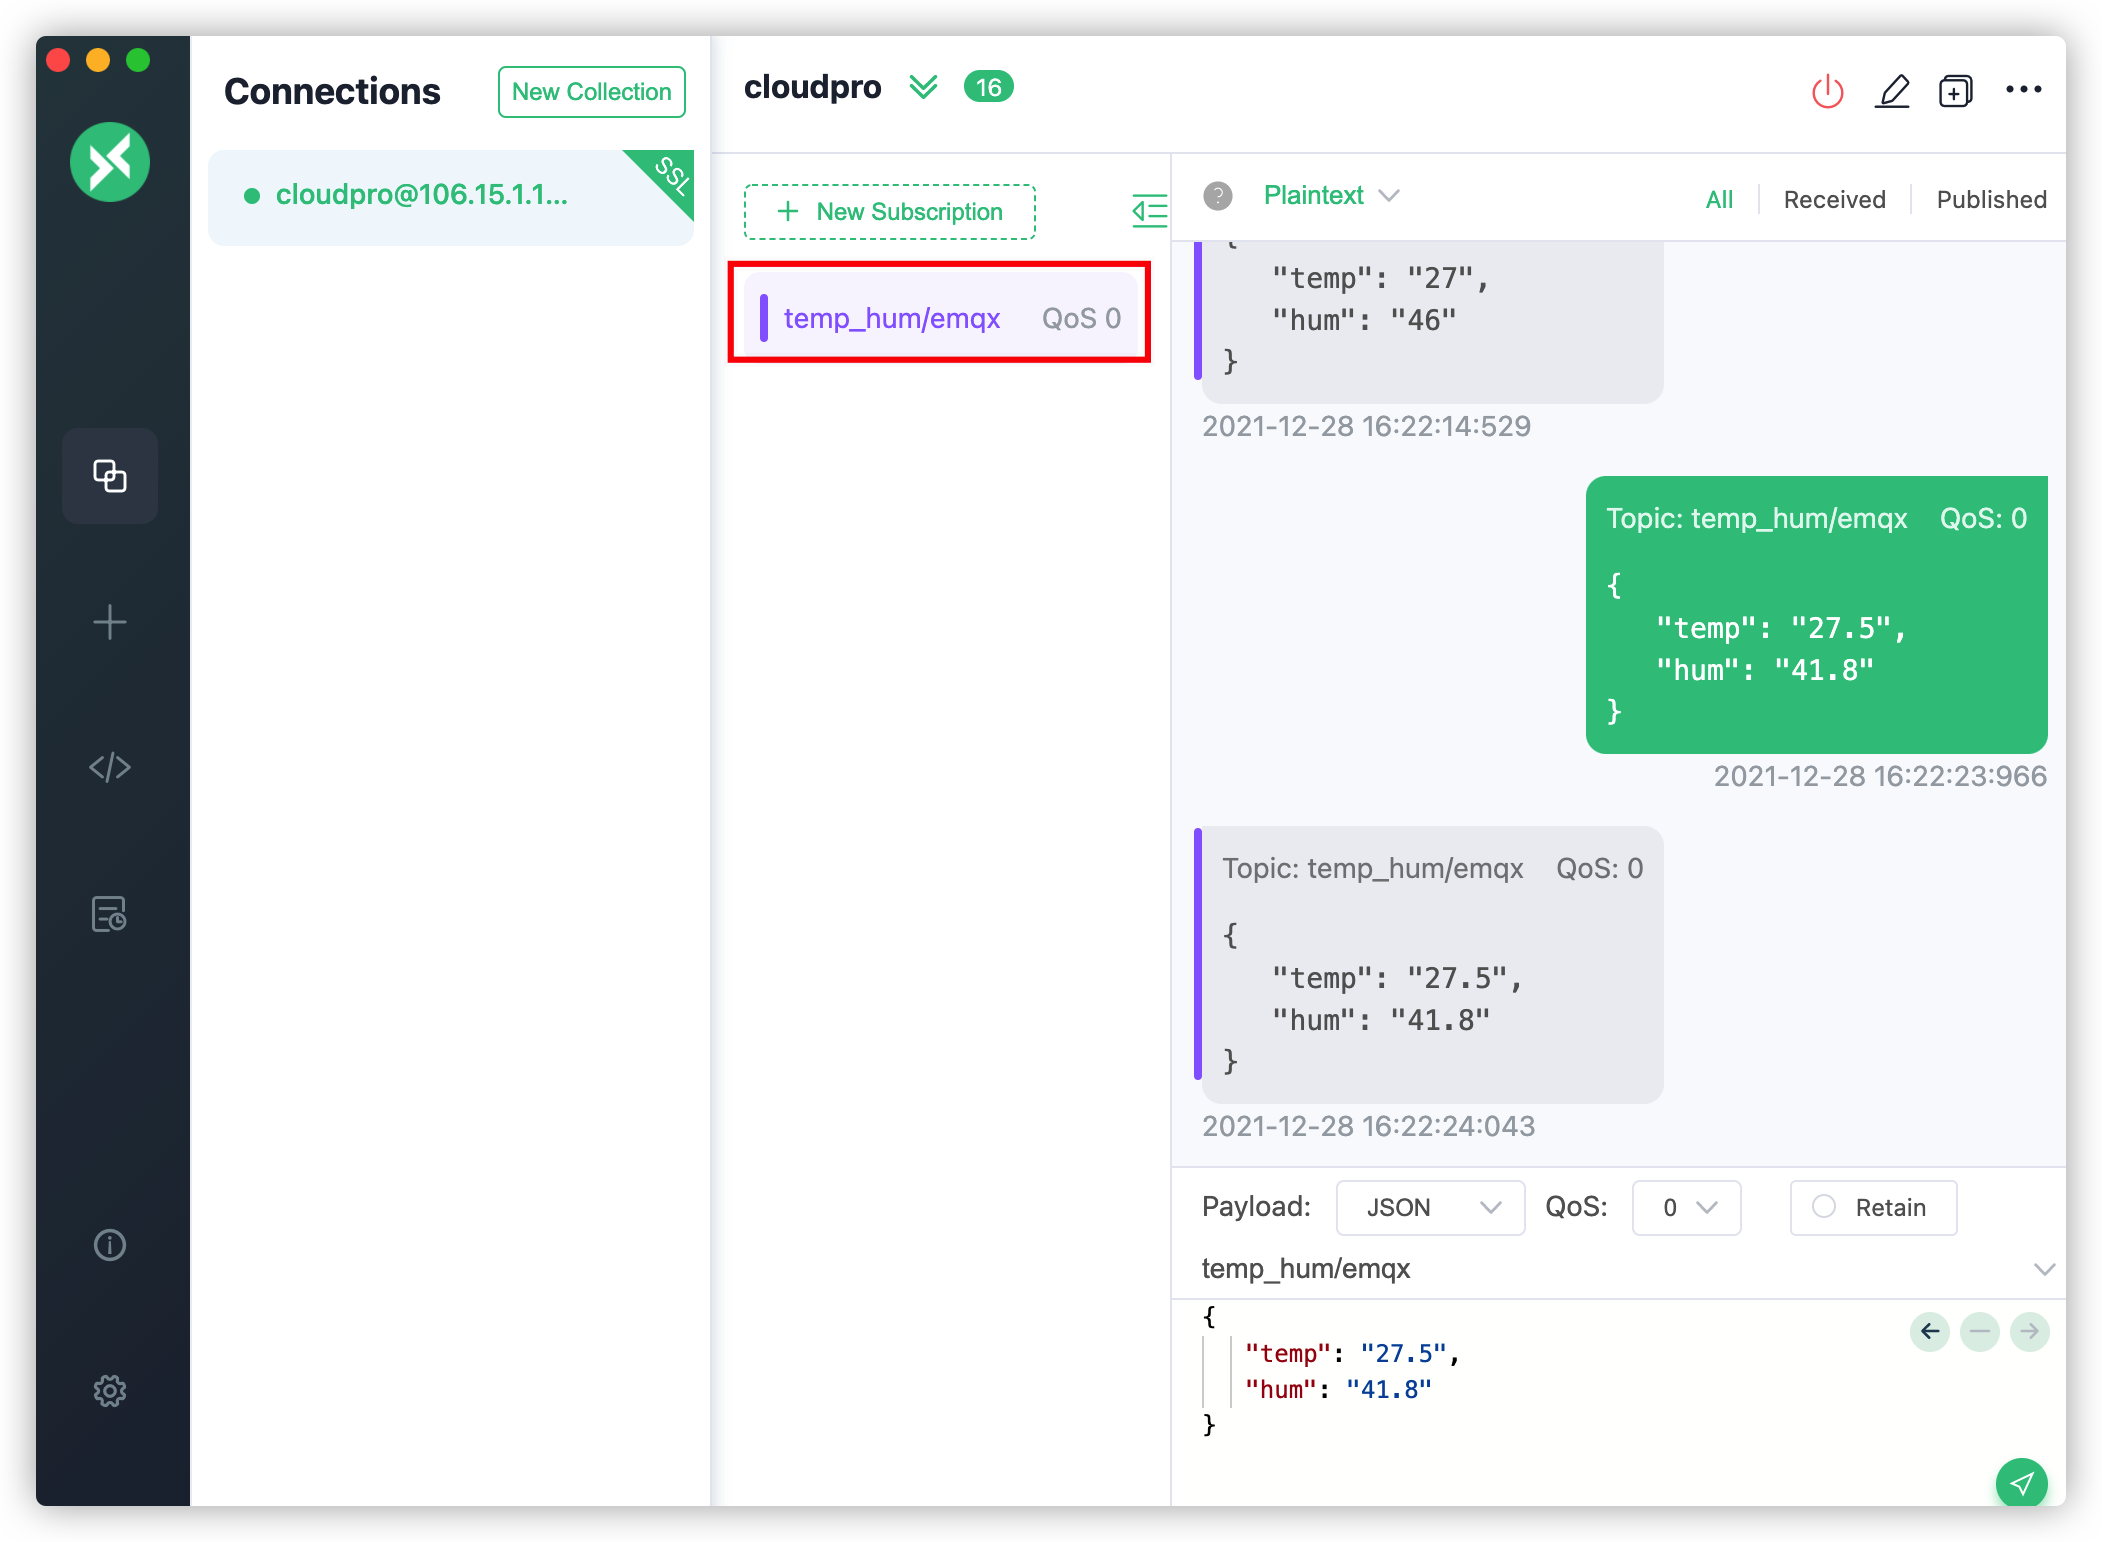 Connections
New Collection
cloudpro@106.15.1.1...
SSL
cloudpro
16
New Subscription
temp_hum/emqx QoS 0
Plaintext
All
Received
Published
{
"temp": "27",
"hum": "46"
}
2021-12-28 16:22:14:529
Topic: temp_hum/emqx QoS: 0
{
"temp": "27.5",
"hum": "41.8"
}
2021-12-28 16:22:23:966
Topic: temp_hum/emqx QoS: 0
{
"temp": "27.5",
"hum": "41.8"
}
2021-12-28 16:22:24:043
Payload: JSON QoS: 0 Retain
temp_hum/emqx
{
"temp": "27.5",
"hum": "41.8"
}